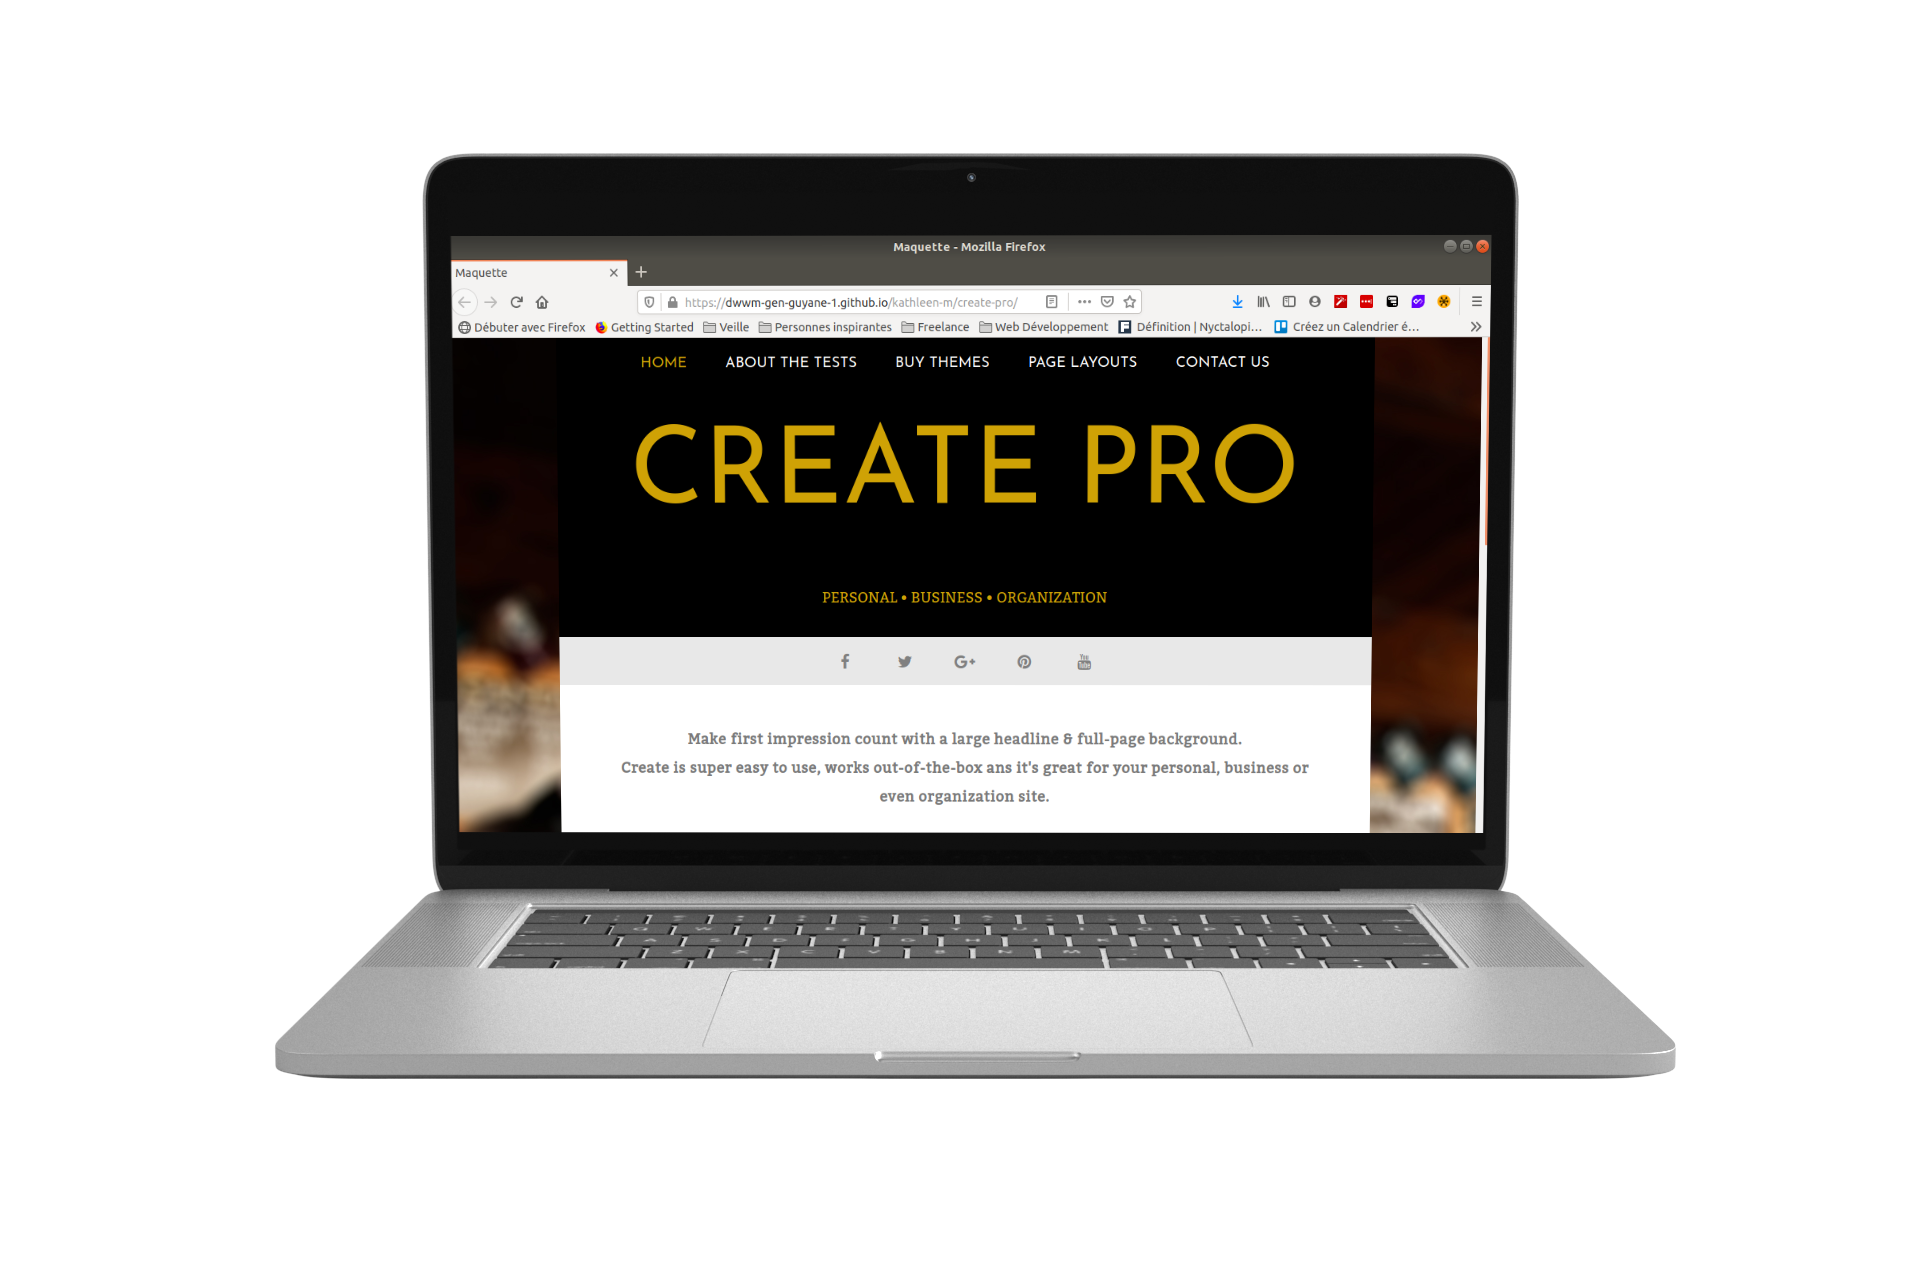 Maquette - Mozilla Firefox
Maquette
https://dwwm-gen-guyane-1.github.io/kathleen-m/create-pro/
Débuter avec Firefox Getting Started Veille Personnes inspirantes Freelance Web Développement Définition | Nyctalopi… Créez un Calendrier é…
HOME ABOUT THE TESTS BUY THEMES PAGE LAYOUTS CONTACT US
CREATE PRO
PERSONAL • BUSINESS • ORGANIZATION
You Tube
Make first impression count with a large headline & full-page background.
Create is super easy to use, works out-of-the-box ans it's great for your personal, business or
even organization site.